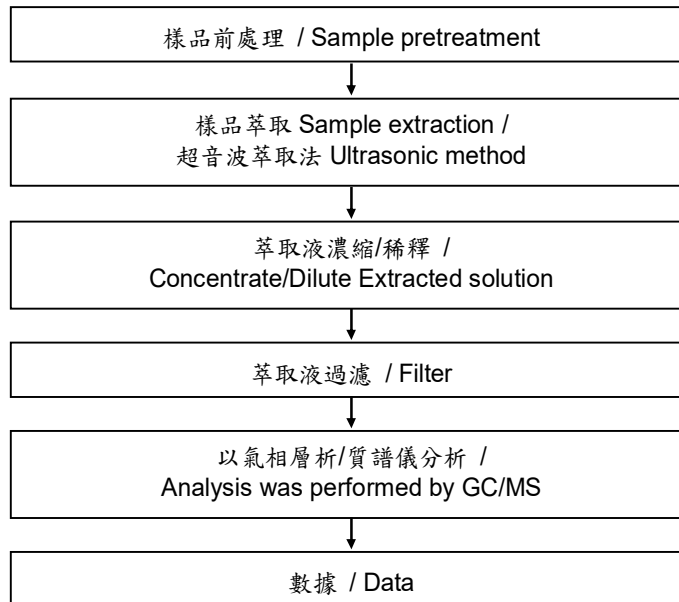 樣品前處理 / Sample pretreatment
樣品萃取 Sample extraction /
超音波萃取法 Ultrasonic method
萃取液濃縮/稀釋 /
Concentrate/Dilute Extracted solution
萃取液過濾 / Filter
以氣相層析/質譜儀分析 /
Analysis was performed by GC/MS
數據 / Data